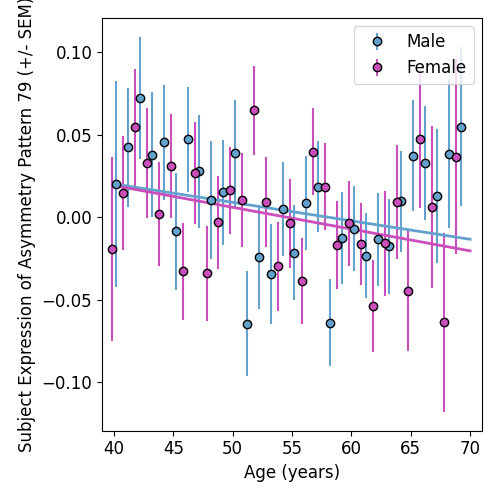 Male
Female
Subject Expression of Asymmetry Pattern 79 (+/- SEM)
0.10
0.05
0.00
−0.05
−0.10
40 45 50 55 60 65 70
Age (years)